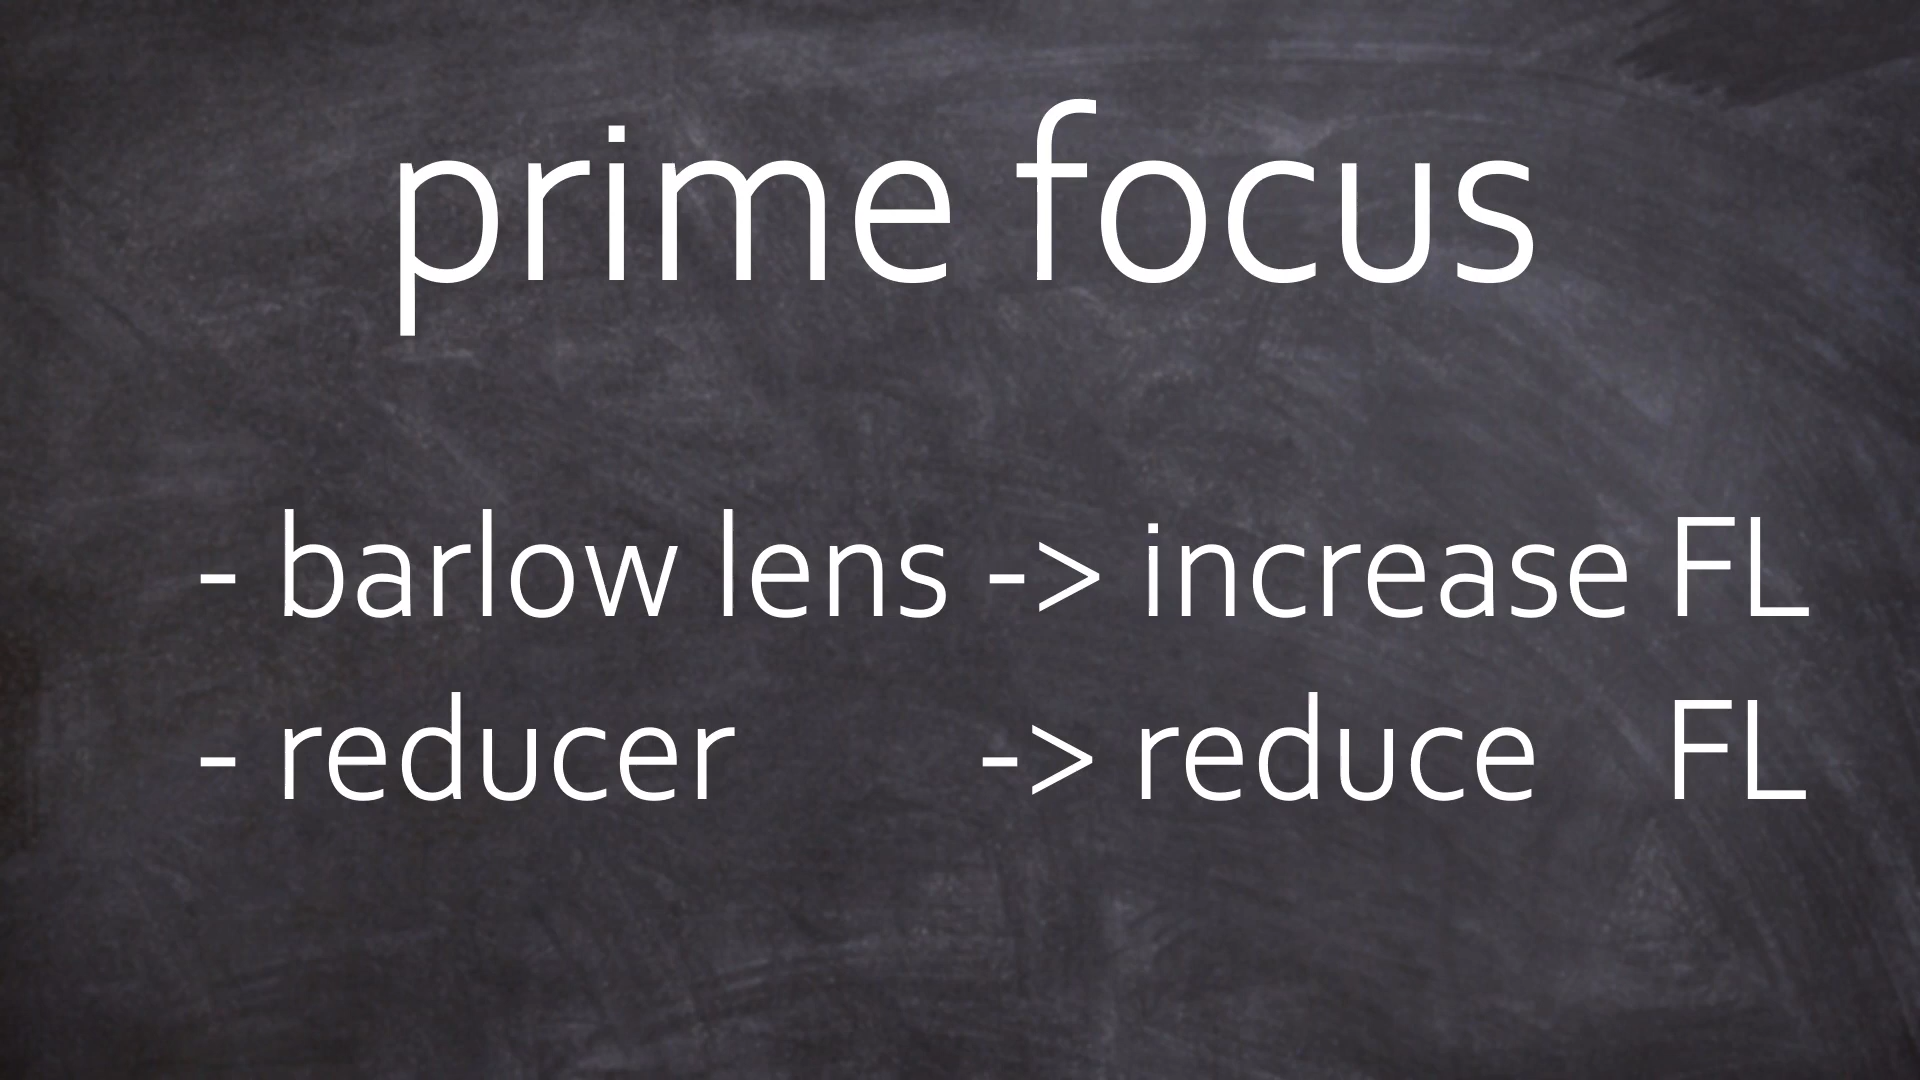 prime focus
- barlow lens -> increase FL
- reducer -> reduce FL